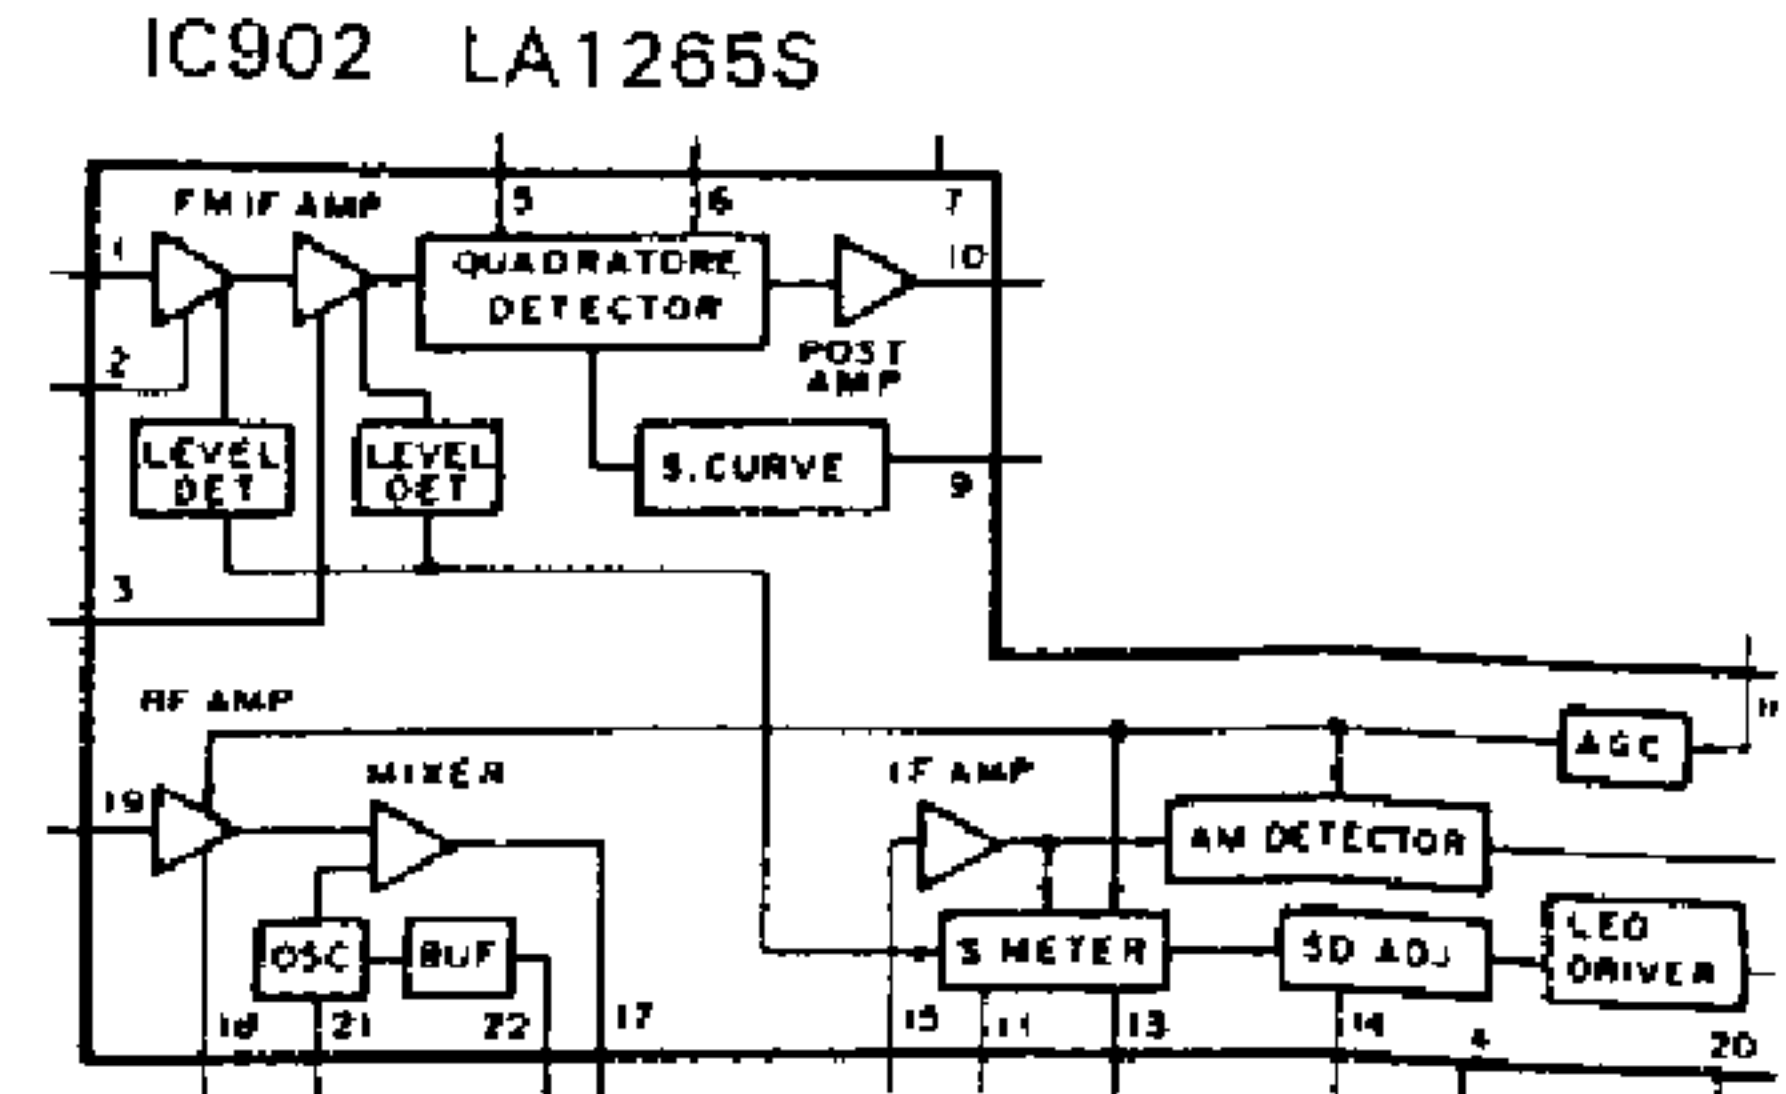 IC902 LA1265S
5 6 7
FM IF AMP
1
QUADRATORE
DETECTOR
10
2
POST
AMP
LEVEL
DET
LEVEL
DET
S.CURVE
9
3
RF AMP
AGC
MIXER
IF AMP
19
AM DETECTOR
OSC
BUF
S METER
SD ADJ
LED
DRIVER
21
22
17
15
11
13
14
4
20